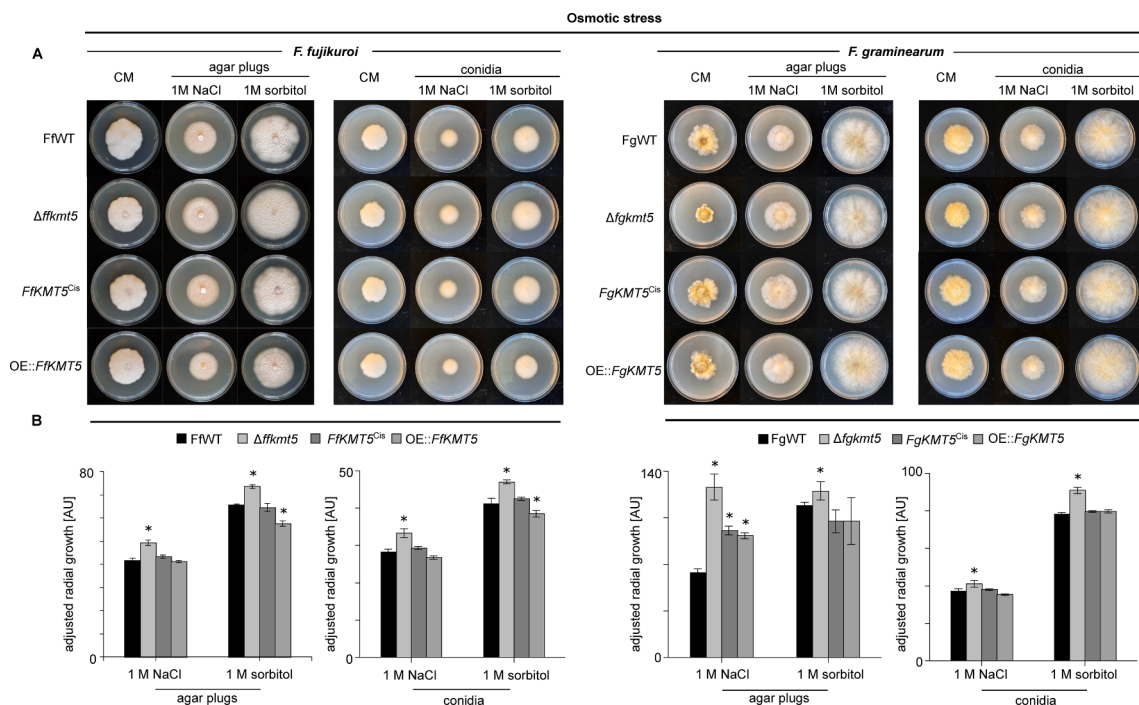 Osmotic stress
A
F. fujikuroi
F. graminearum
CM
agar plugs
1M NaCl 1M sorbitol
CM
conidia
1M NaCl 1M sorbitol
CM
agar plugs
1M NaCl 1M sorbitol
CM
conidia
1M NaCl 1M sorbitol
FfWT
FgWT
Δffkmt5
Δfgkmt5
FfKMT5Cis
FgKMT5Cis
OE::FfKMT5
OE::FgKMT5
B
FfWT Δffkmt5 FfKMT5Cis OE::FfKMT5
FgWT Δfgkmt5 FgKMT5Cis OE::FgKMT5
adjusted radial growth [AU]
80
0
* * *
1 M NaCl 1 M sorbitol
agar plugs
adjusted radial growth [AU]
50
0
* * *
1 M NaCl 1 M sorbitol
conidia
adjusted radial growth [AU]
140
0
* * * *
1 M NaCl 1 M sorbitol
agar plugs
adjusted radial growth [AU]
100
0
* *
1 M NaCl 1 M sorbitol
conidia